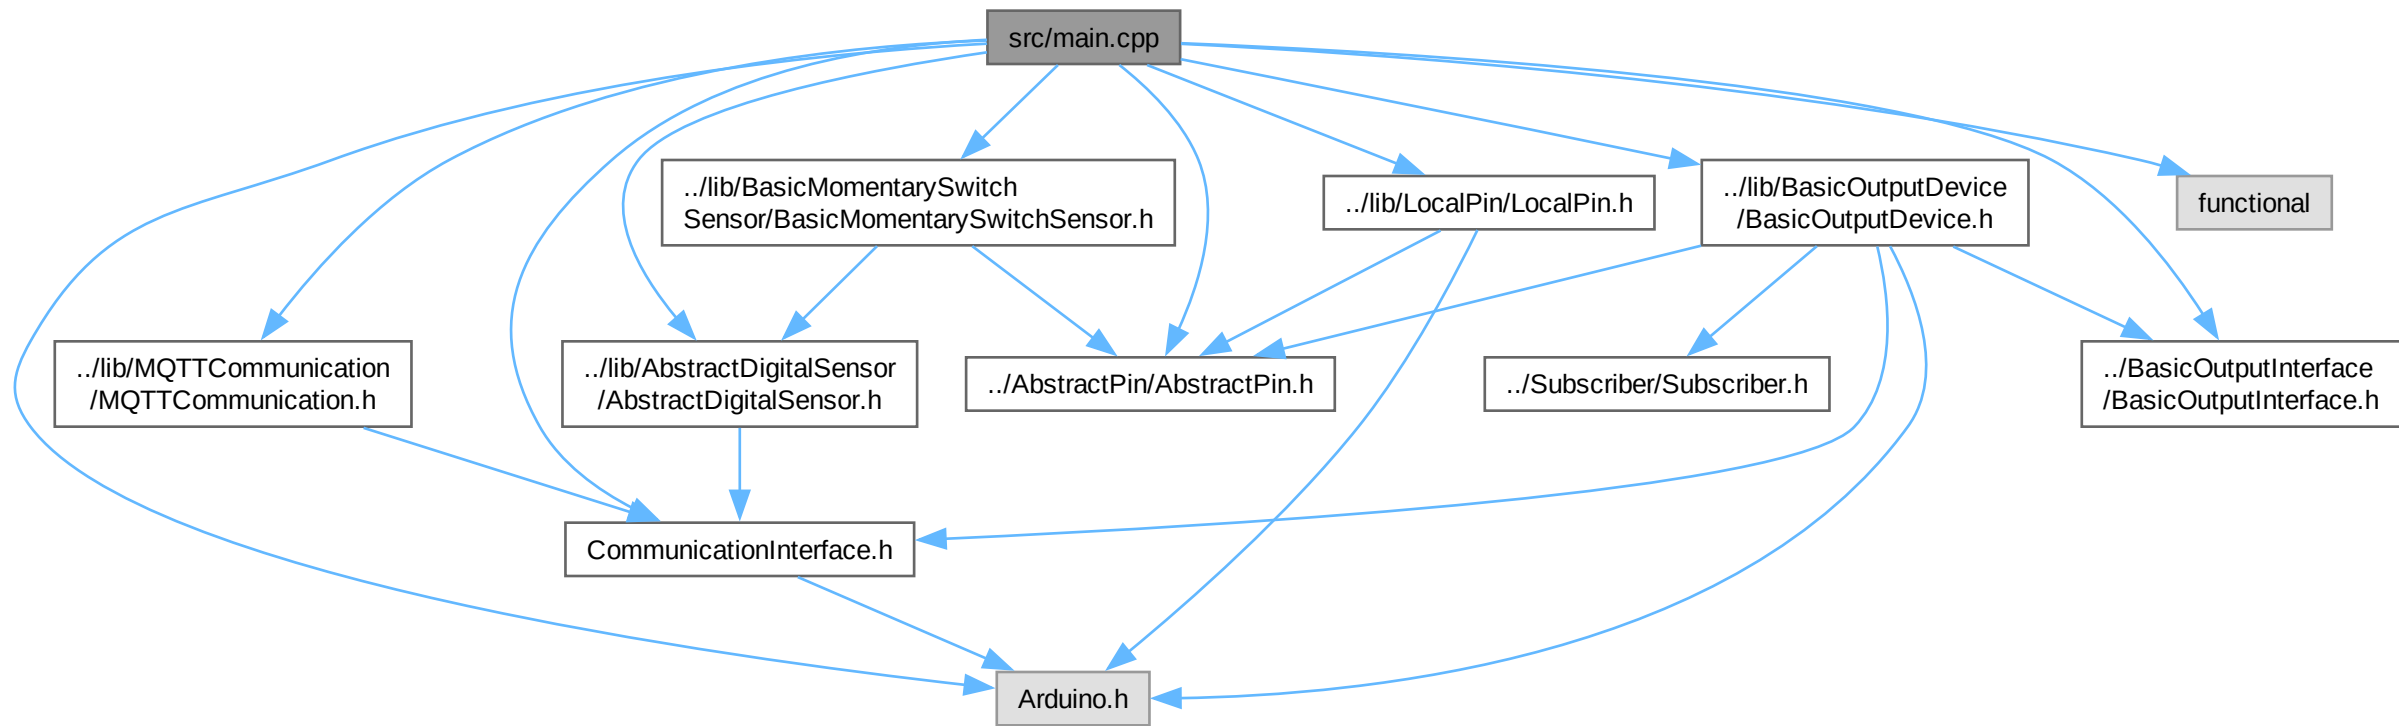 src/main.cpp
../lib/BasicMomentarySwitch
Sensor/BasicMomentarySwitchSensor.h
../lib/LocalPin/LocalPin.h
../lib/BasicOutputDevice
/BasicOutputDevice.h
functional
../lib/MQTTCommunication
/MQTTCommunication.h
../lib/AbstractDigitalSensor
/AbstractDigitalSensor.h
../AbstractPin/AbstractPin.h
../Subscriber/Subscriber.h
../BasicOutputInterface
/BasicOutputInterface.h
CommunicationInterface.h
Arduino.h